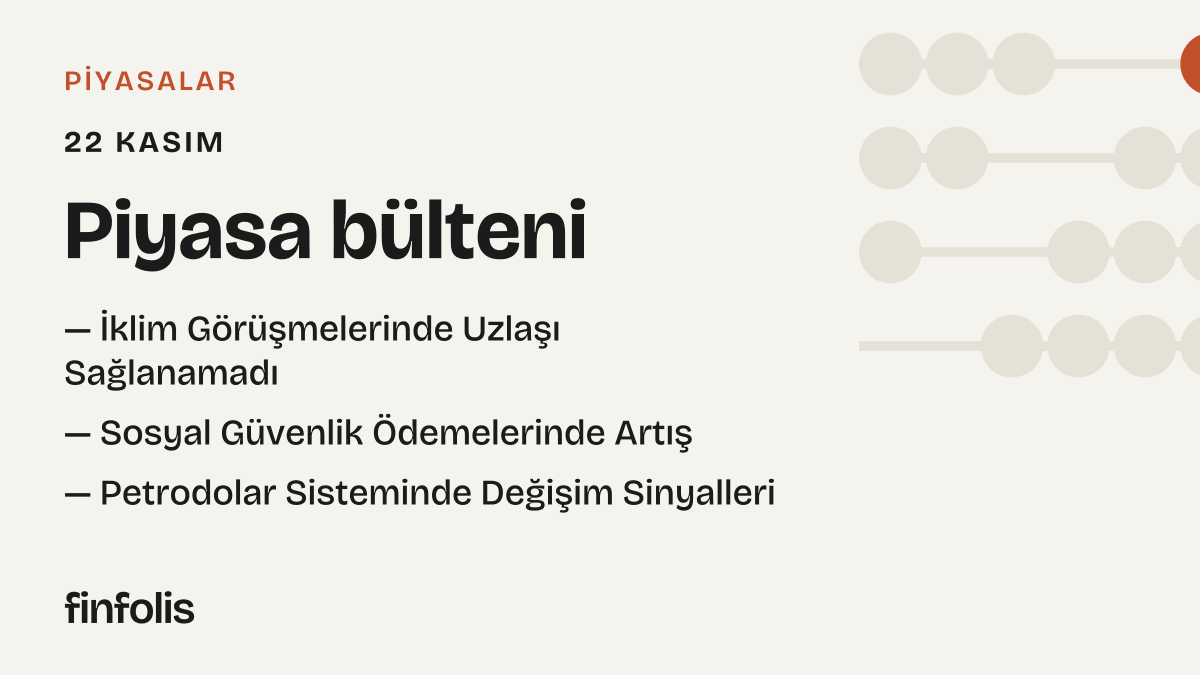 PİYASALAR
22 KASIM
Piyasa bülteni
— İklim Görüşmelerinde Uzlaşı
Sağlanamadı
— Sosyal Güvenlik Ödemelerinde Artış
— Petrodolar Sisteminde Değişim Sinyalleri
finfolis